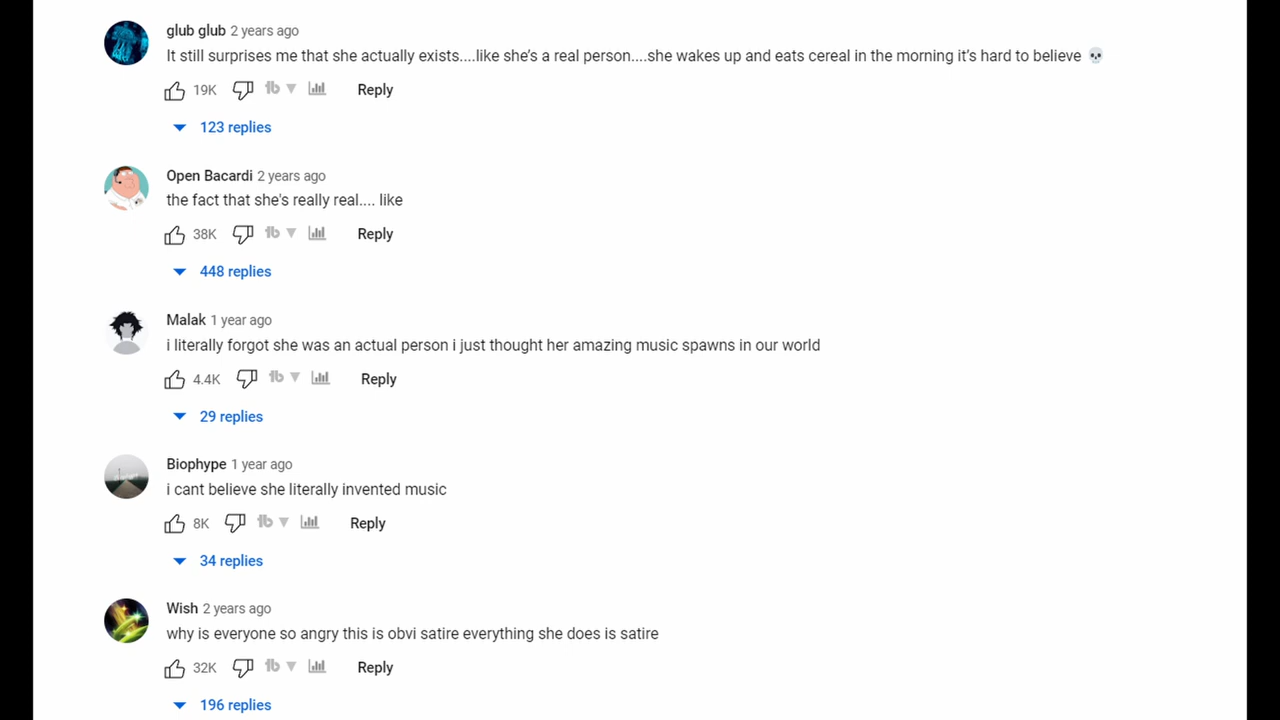 glub glub 2 years ago
It still surprises me that she actually exists....like she’s a real person....she wakes up and eats cereal in the morning it’s hard to believe 💀
19K Reply
123 replies
Open Bacardi 2 years ago
the fact that she's really real.... like
38K Reply
448 replies
Malak 1 year ago
i literally forgot she was an actual person i just thought her amazing music spawns in our world
4.4K Reply
29 replies
Biophype 1 year ago
i cant believe she literally invented music
8K Reply
34 replies
Wish 2 years ago
why is everyone so angry this is obvi satire everything she does is satire
32K Reply
196 replies